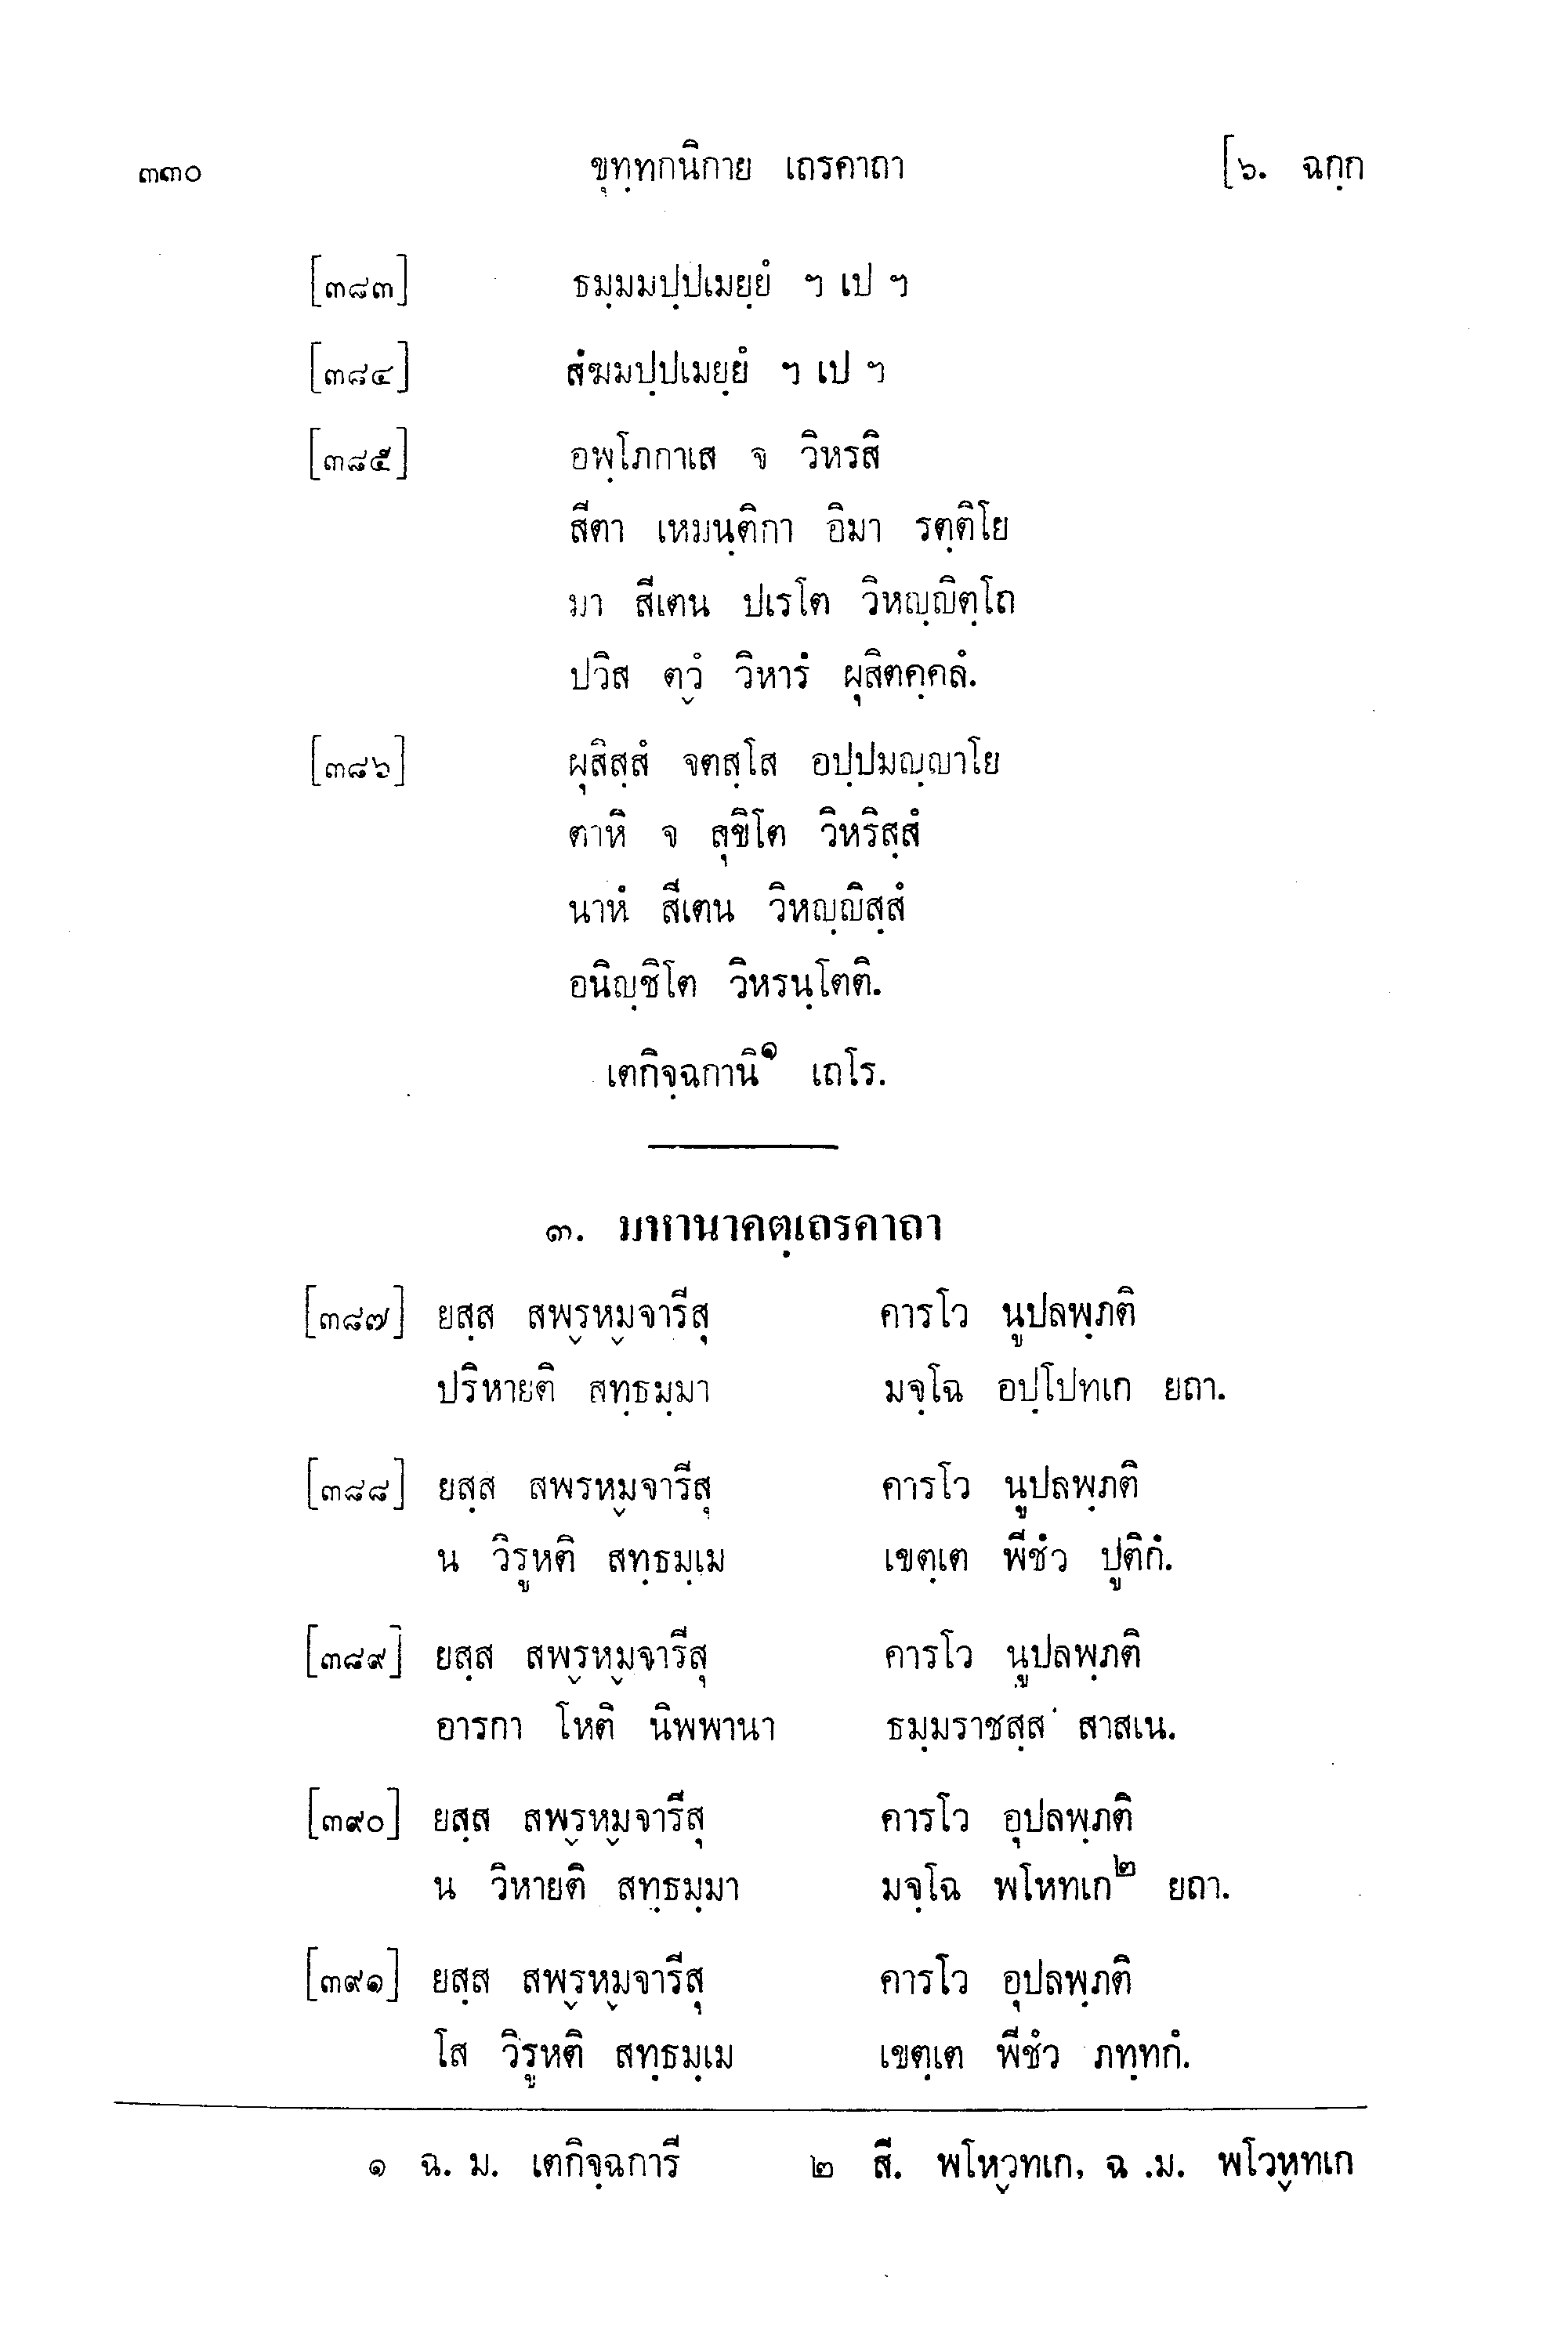 ๓๓๐ ขุทฺทกนิกาย เถรคาถา [๖. ฉกฺก
[๓๘๓] ธมฺมมปฺปเมยฺยํ ฯ เป ฯ
[๓๘๔] สํฆมปฺปเมยฺยํ ฯ เป ฯ
[๓๘๕] อพฺโภกาเส จ วิหรสิ
สีตา เหมนฺติกา อิมา รตฺติโย
มา สีเตน ปเรโต วิหญฺญิตฺโถ
ปวิส ตฺวํ วิหารํ ผุสิตคฺคลํ.
[๓๘๖] ผุสิสฺสํ จตสฺโส อปฺปมญฺญาโย
ตาหิ จ สุขิโต วิหริสฺสํ
นาหํ สีเตน วิหญฺญิสฺสํ
อนิญฺชิโต วิหรนฺโตติ.
เตกิจฺฉกานิ๑ เถโร.
๓. มหานาคตฺเถรคาถา
[๓๘๗] ยสฺส สพฺรหฺมจารีสุ คารโว นูปลพฺภติ
ปริหายติ สทฺธมฺมา มจฺโฉ อปฺโปทเก ยถา.
[๓๘๘] ยสฺส สพรหฺมจารีสุ คารโว นูปลพฺภติ
น วิรูหติ สทฺธมฺเม เขตฺเต พีชํว ปูติกํ.
[๓๘๙] ยสฺส สพฺรหฺมจารีสุ คารโว นูปลพฺภติ
อารกา โหติ นิพพานา ธมฺมราชสฺส สาสเน.
[๓๙๐] ยสฺส สพฺรหฺมจารีสุ คารโว อุปลพฺภติ
น วิหายติ สทฺธมฺมา มจฺโฉ พโหทเก๒ ยถา.
[๓๙๑] ยสฺส สพฺรหฺมจารีสุ คารโว อุปลพฺภติ
โส วิรูหติ สทฺธมฺเม เขตฺเต พีชํว ภทฺทกํ.
๑ ฉ. ม. เตกิจฺฉการี ๒ สี. พโหฺวทเก, ฉ .ม. พโวหฺทเก